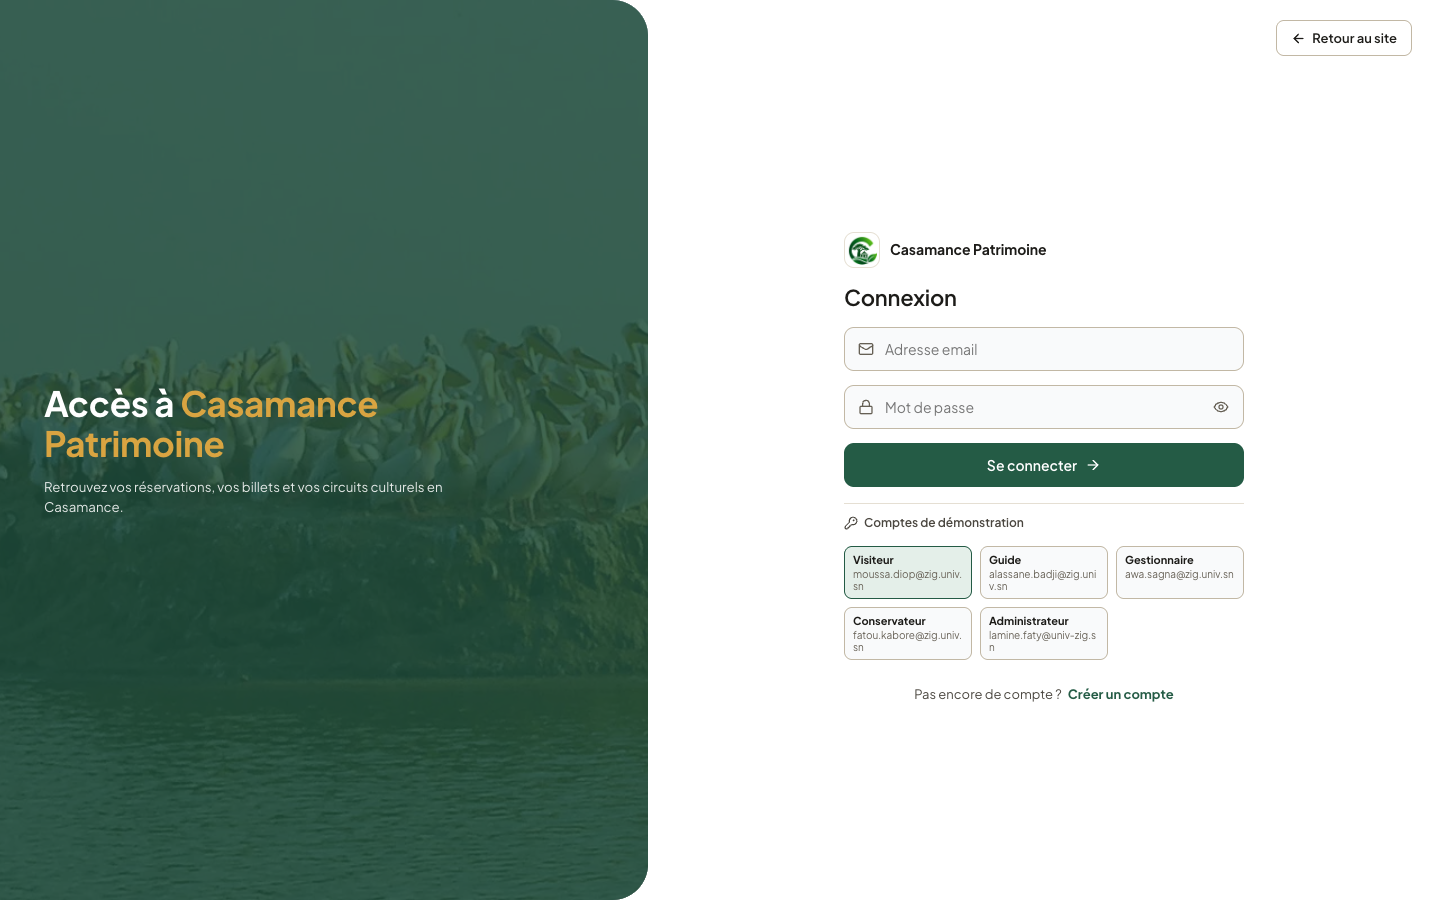 Retour au site
Accès à Casamance
Patrimoine
Retrouvez vos réservations, vos billets et vos circuits culturels en
Casamance.
Casamance Patrimoine
Connexion
Adresse email
Mot de passe
Se connecter
Comptes de démonstration
Visiteur
moussa.diop@zig.univ.
sn
Guide
alassane.badji@zig.uni
v.sn
Gestionnaire
awa.sagna@zig.univ.sn
Conservateur
fatou.kabore@zig.univ.
sn
Administrateur
lamine.faty@univ-zig.s
n
Pas encore de compte ? Créer un compte